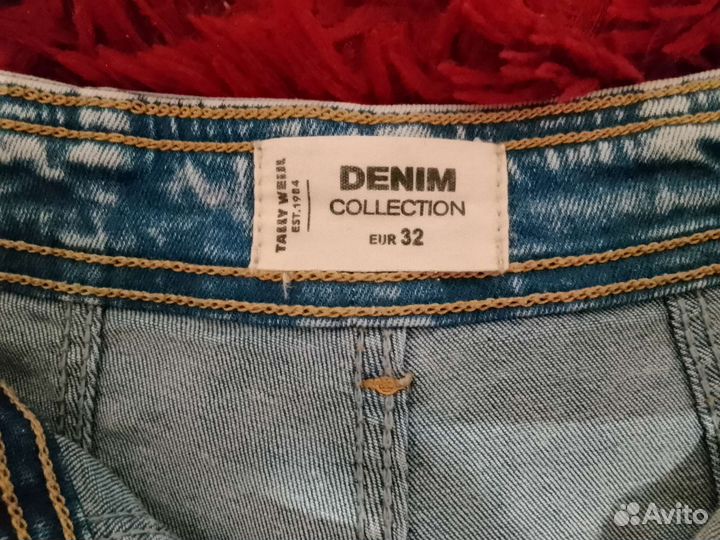 TALLY WEiJL
EST.1984
DENIM
COLLECTION
EUR 32
Avito